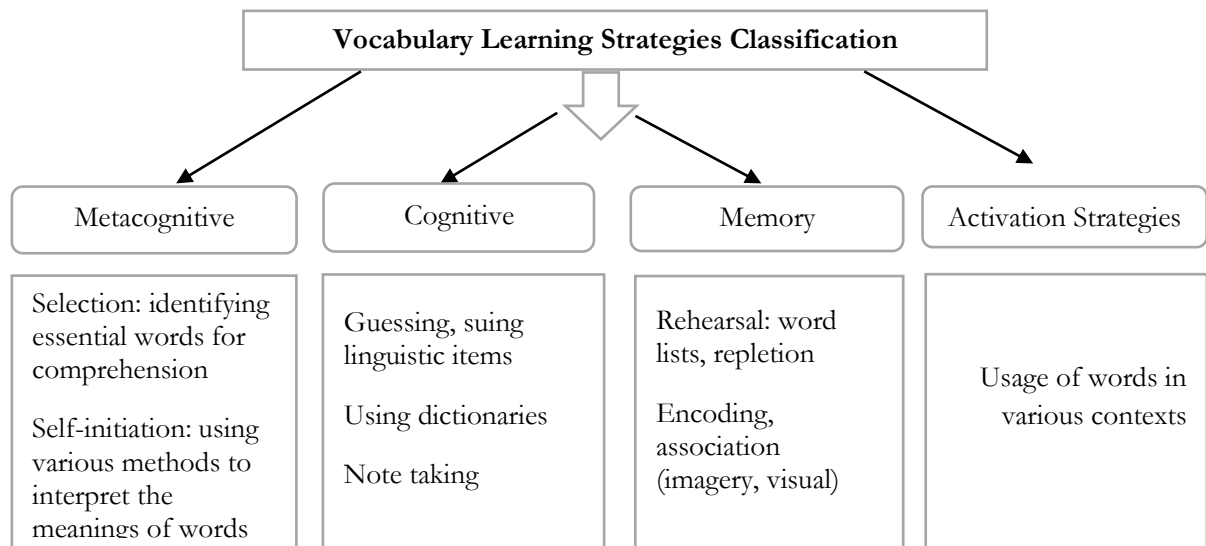 Vocabulary Learning Strategies Classification
Metacognitive
Cognitive
Memory
Activation Strategies
Selection: identifying
essential words for
comprehension
Self-initiation: using
various methods to
interpret the
meanings of words
Guessing, suing
linguistic items
Using dictionaries
Note taking
Rehearsal: word
lists, repletion
Encoding,
association
(imagery, visual)
Usage of words in
various contexts